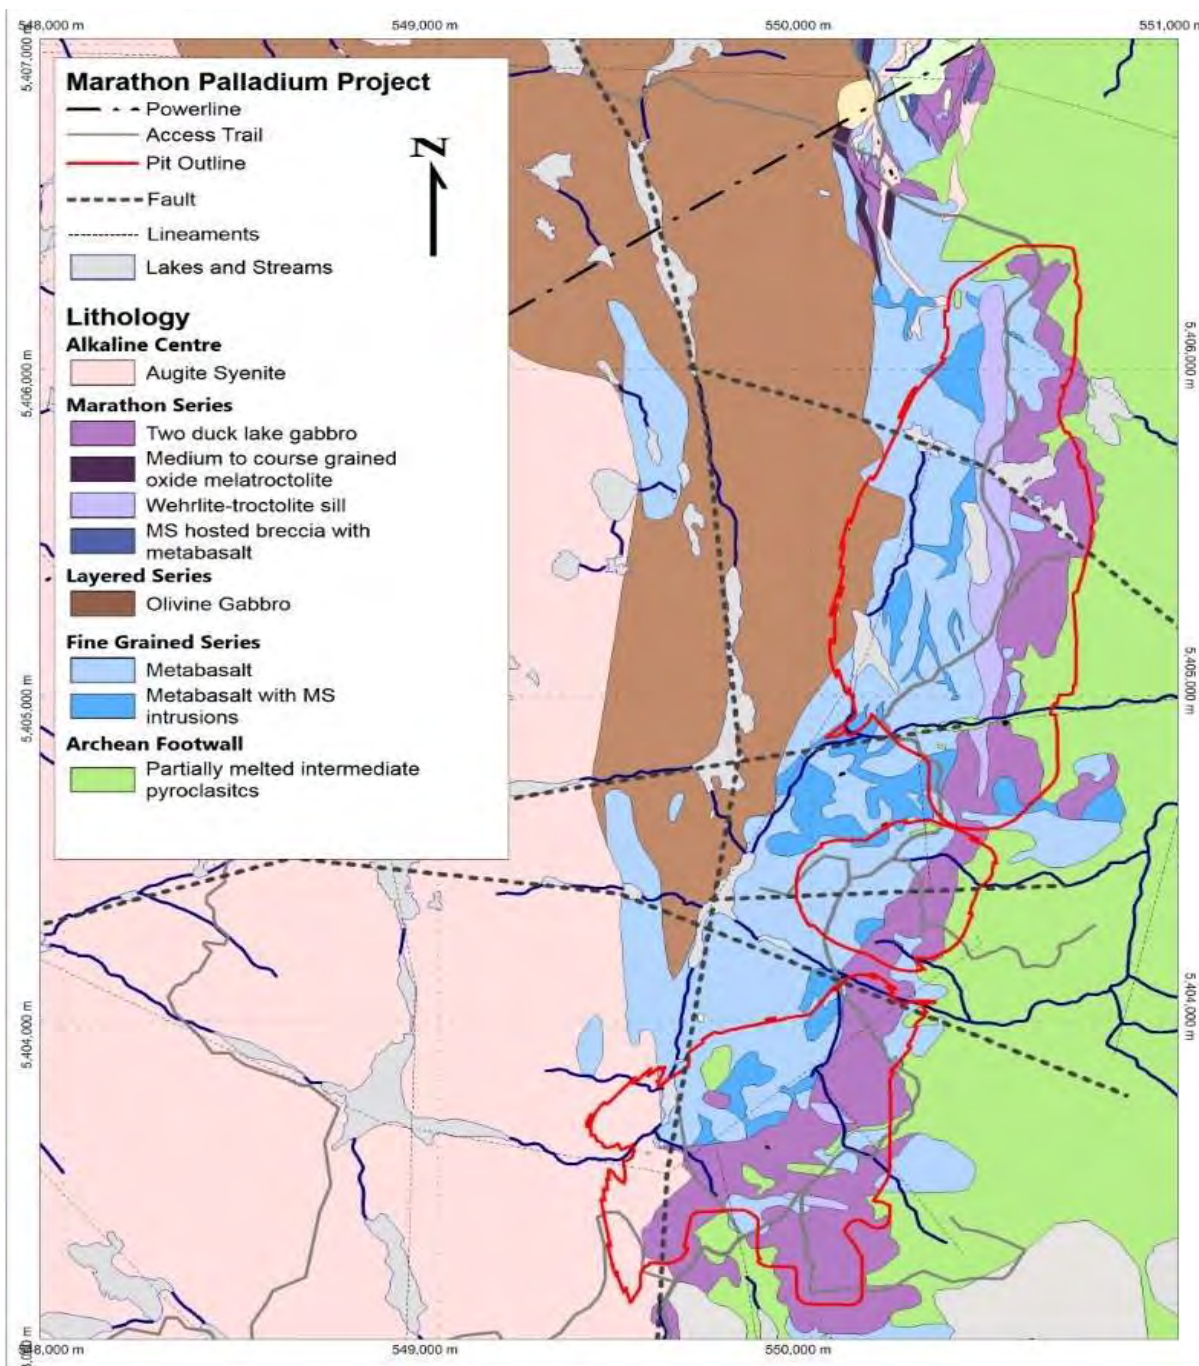 548,000 m
549,000 m
550,000 m
551,000 m
5,407,000 m
Marathon Palladium Project
Powerline
Access Trail
Pit Outline
Fault
Lineaments
Lakes and Streams
N
Lithology
Alkaline Centre
Augite Syenite
Marathon Series
Two duck lake gabbro
Medium to course grained
oxide melatroctolite
Wehrlite-troctolite sill
MS hosted breccia with
metabasalt
Layered Series
Olivine Gabbro
Fine Grained Series
Metabasalt
Metabasalt with MS
intrusions
Archean Footwall
Partially melted intermediate
pyroclasitcs
5,406,000 m
5,406,000 m
5,405,000 m
5,405,000 m
5,404,000 m
5,404,000 m
548,000 m
549,000 m
550,000 m